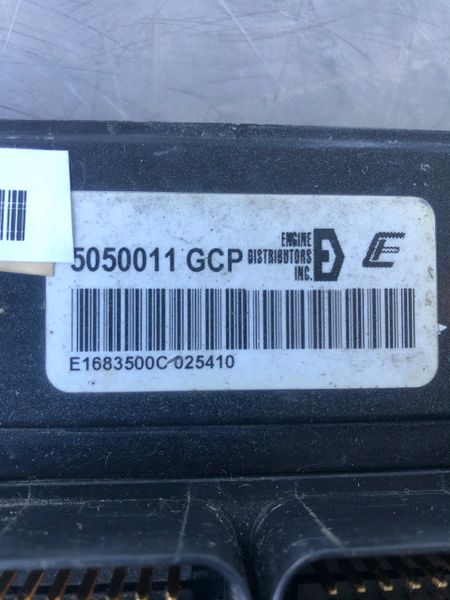 5050011 GCP
ENGINE
DISTRIBUTORS
INC.
E1683500C 025410